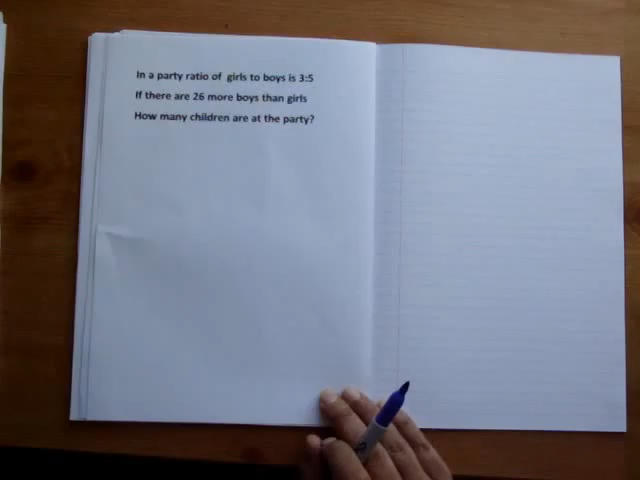 In a party ratio of girls to boys is 3:5
If there are 26 more boys than girls
How many children are at the party?